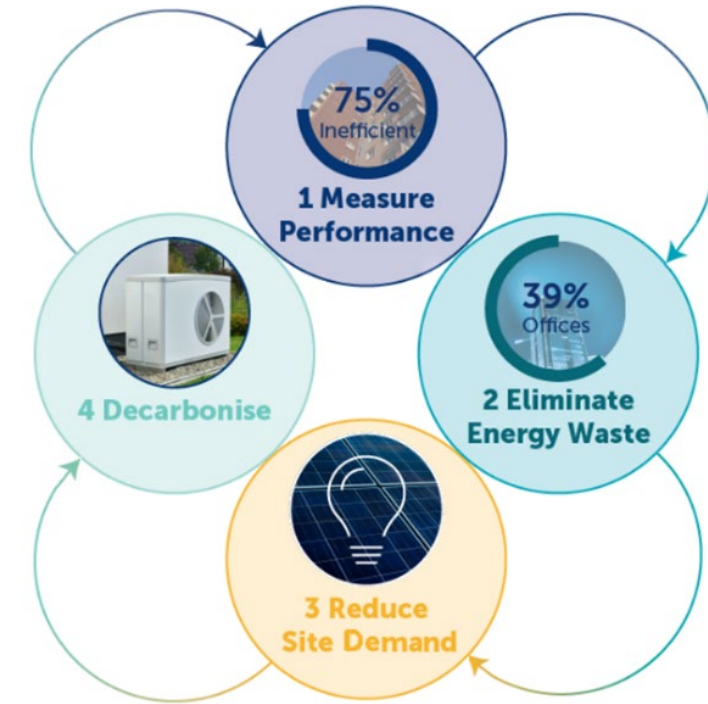 75%
Inefficient
1 Measure
Performance
39%
Offices
2 Eliminate
Energy Waste
3 Reduce
Site Demand
4 Decarbonise